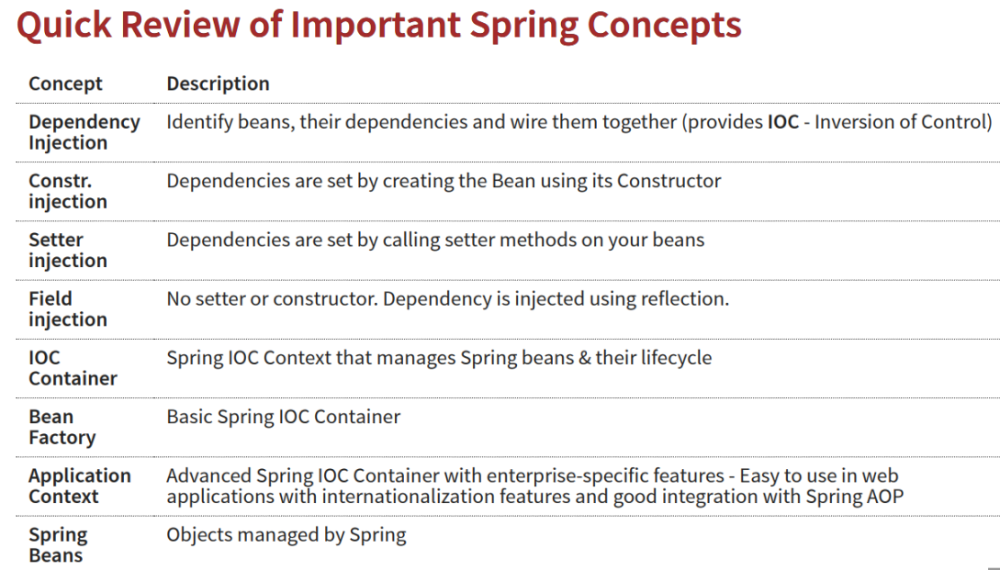 Quick Review of Important Spring Concepts
Concept Description
Dependency Injection Identify beans, their dependencies and wire them together (provides IOC - Inversion of Control)
Constr. injection Dependencies are set by creating the Bean using its Constructor
Setter injection Dependencies are set by calling setter methods on your beans
Field injection No setter or constructor. Dependency is injected using reflection.
IOC Container Spring IOC Context that manages Spring beans & their lifecycle
Bean Factory Basic Spring IOC Container
Application Context Advanced Spring IOC Container with enterprise-specific features - Easy to use in web
applications with internationalization features and good integration with Spring AOP
Spring Beans Objects managed by Spring